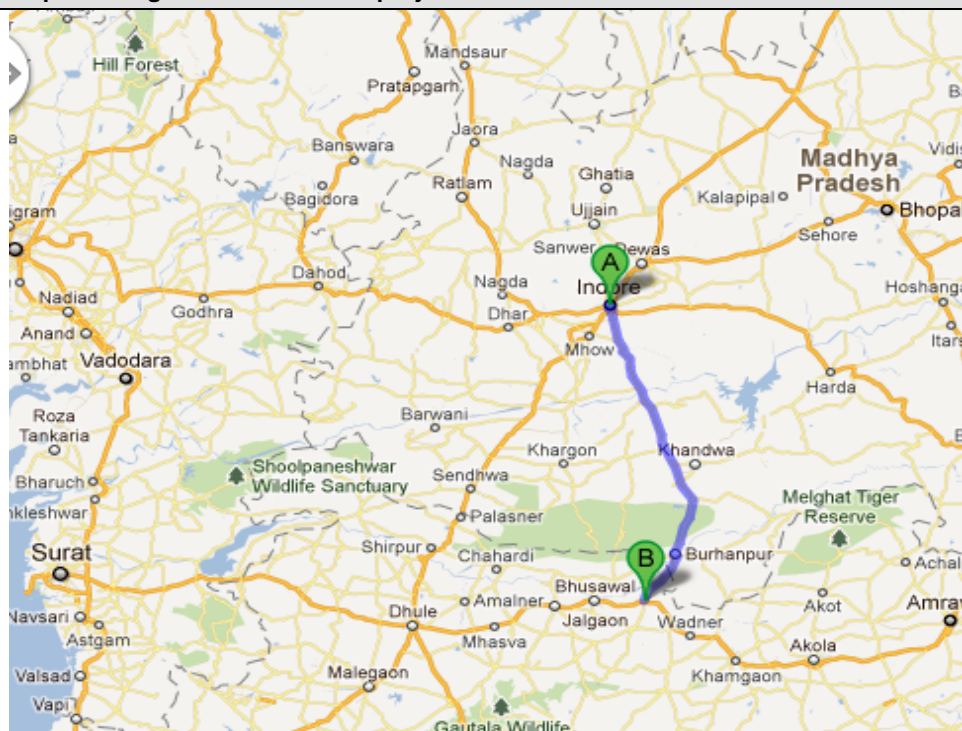 Hill Forest
Mandsaur
Pratapgarh
Jaora
Banswara
Nagda
Madhya
Pradesh
Ghatia
Ratlam
Kalapipal
Bagidora
Ujjain
Sehore
Sanwer
Dewas
A
Dahod
Nagda
Indore
Nadiad
Godhra
Dhar
Anand
Mhow
Vadodara
Harda
Roza
Tankaria
Barwani
Khargon
Khandwa
Bharuch
Shoolpaneshwar
Wildlife Sanctuary
Sendhwa
Melghat Tiger
Reserve
Palasner
Surat
Shirpur
Chahardi
B
Burhanpur
Bhusawal
Amalner
Akot
Navsari
Dhule
Jalgaon
Wadner
Astgam
Mhasva
Akola
Valsad
Malegaon
Khamgaon
Vapi
Gautala Wildlife